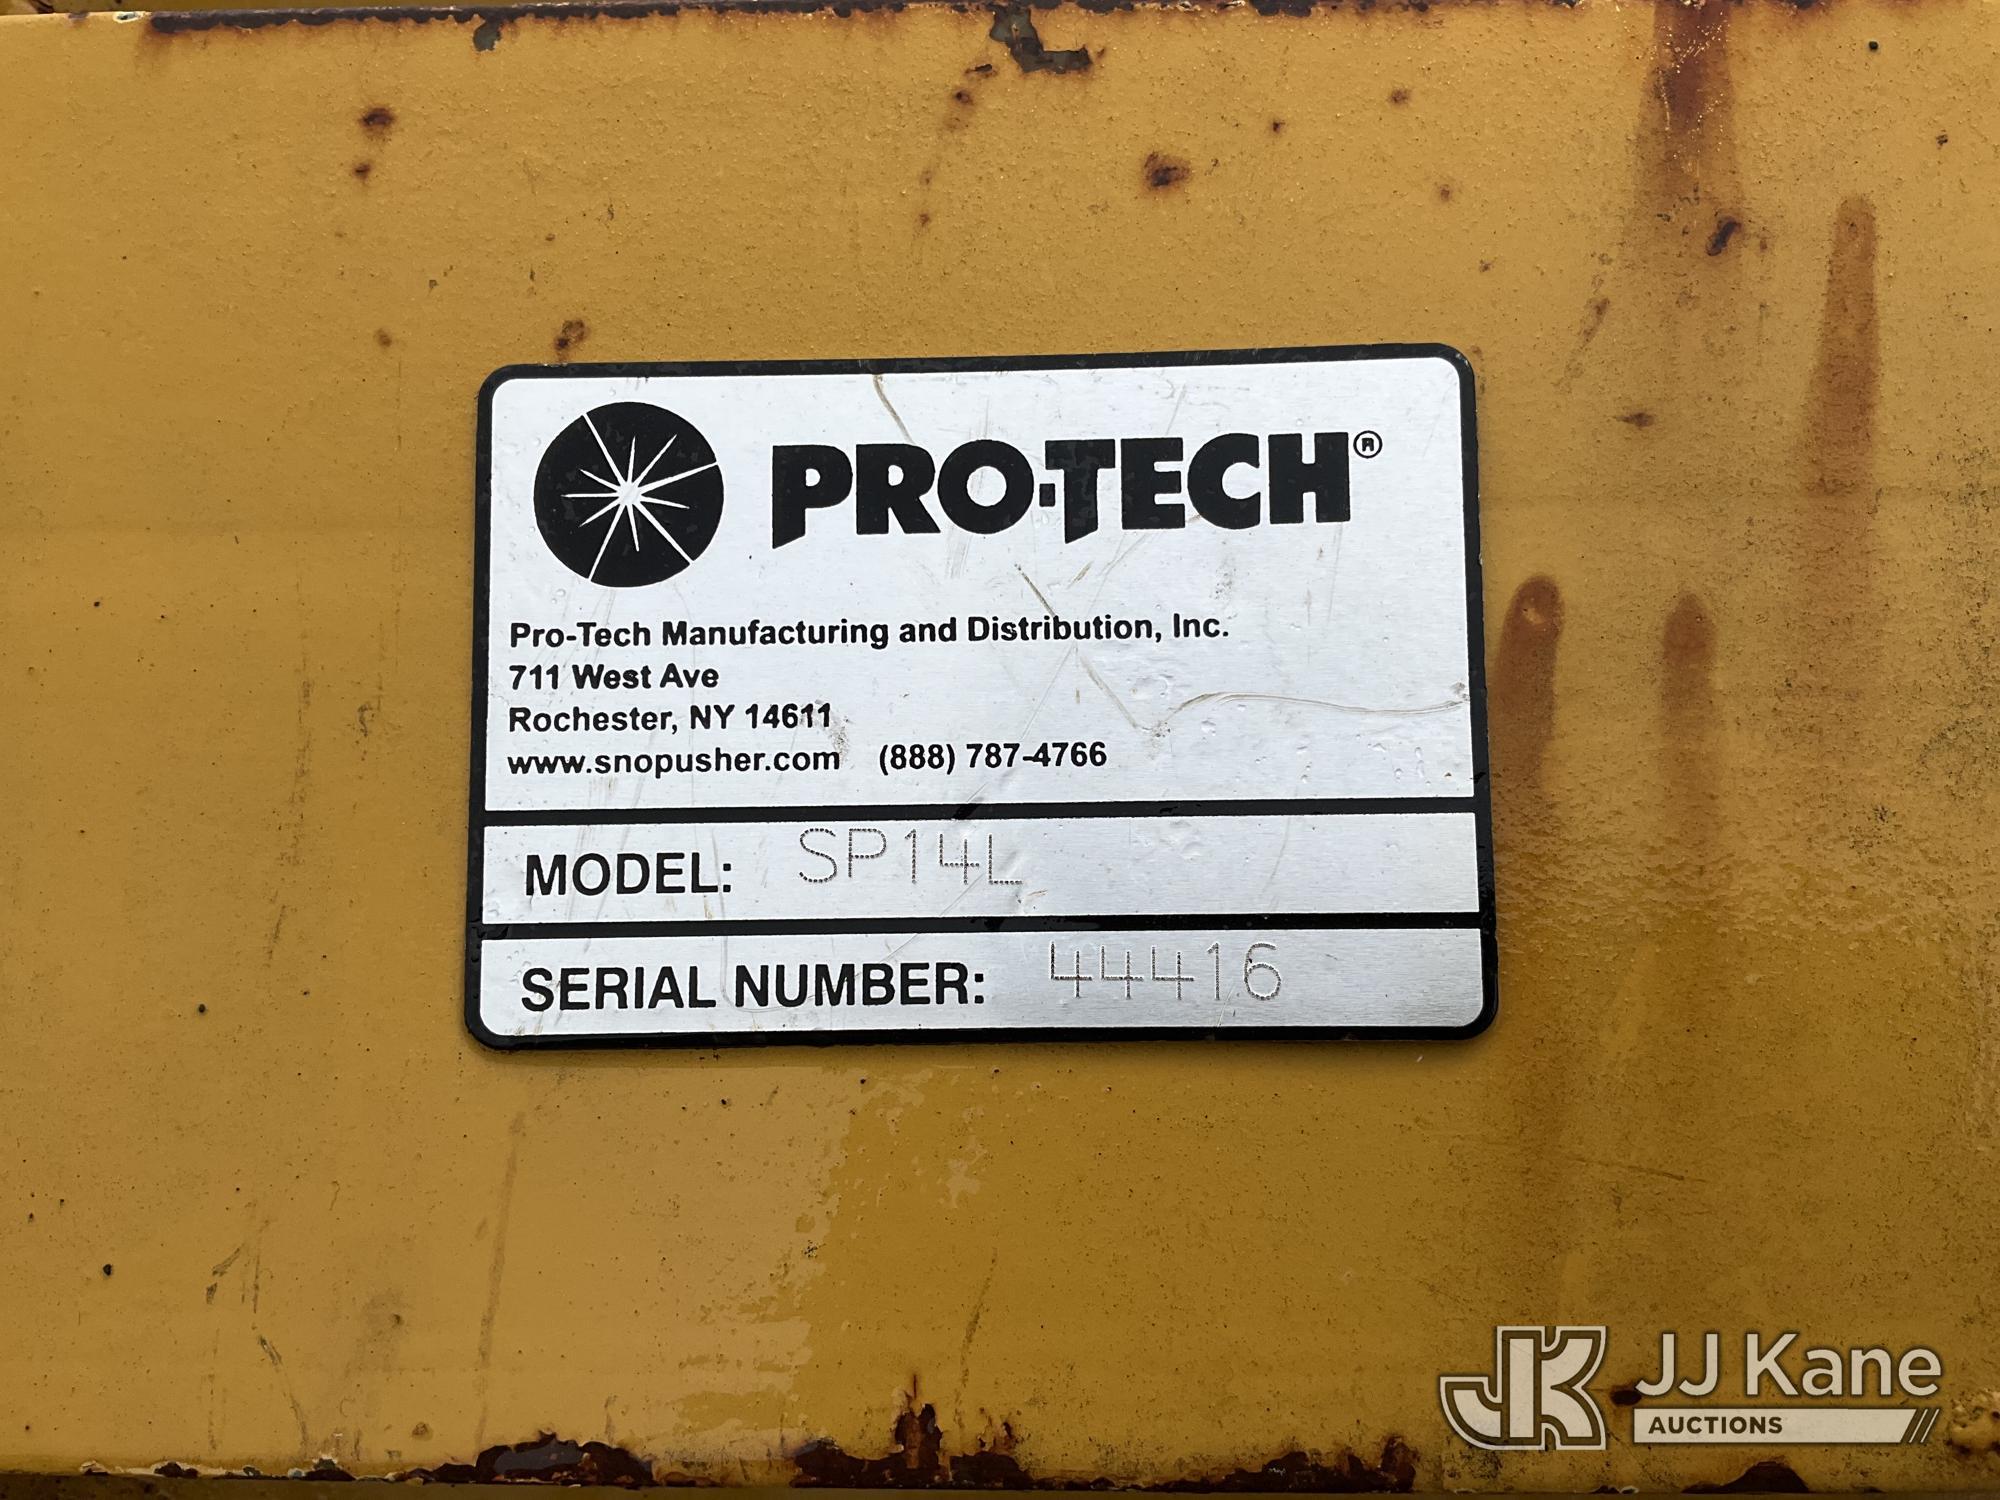 PRO-TECH®
Pro-Tech Manufacturing and Distribution, Inc.
711 West Ave
Rochester, NY 14611
www.snopusher.com (888) 787-4766
MODEL: SP14L
SERIAL NUMBER: 44416
JK JJ Kane
AUCTIONS